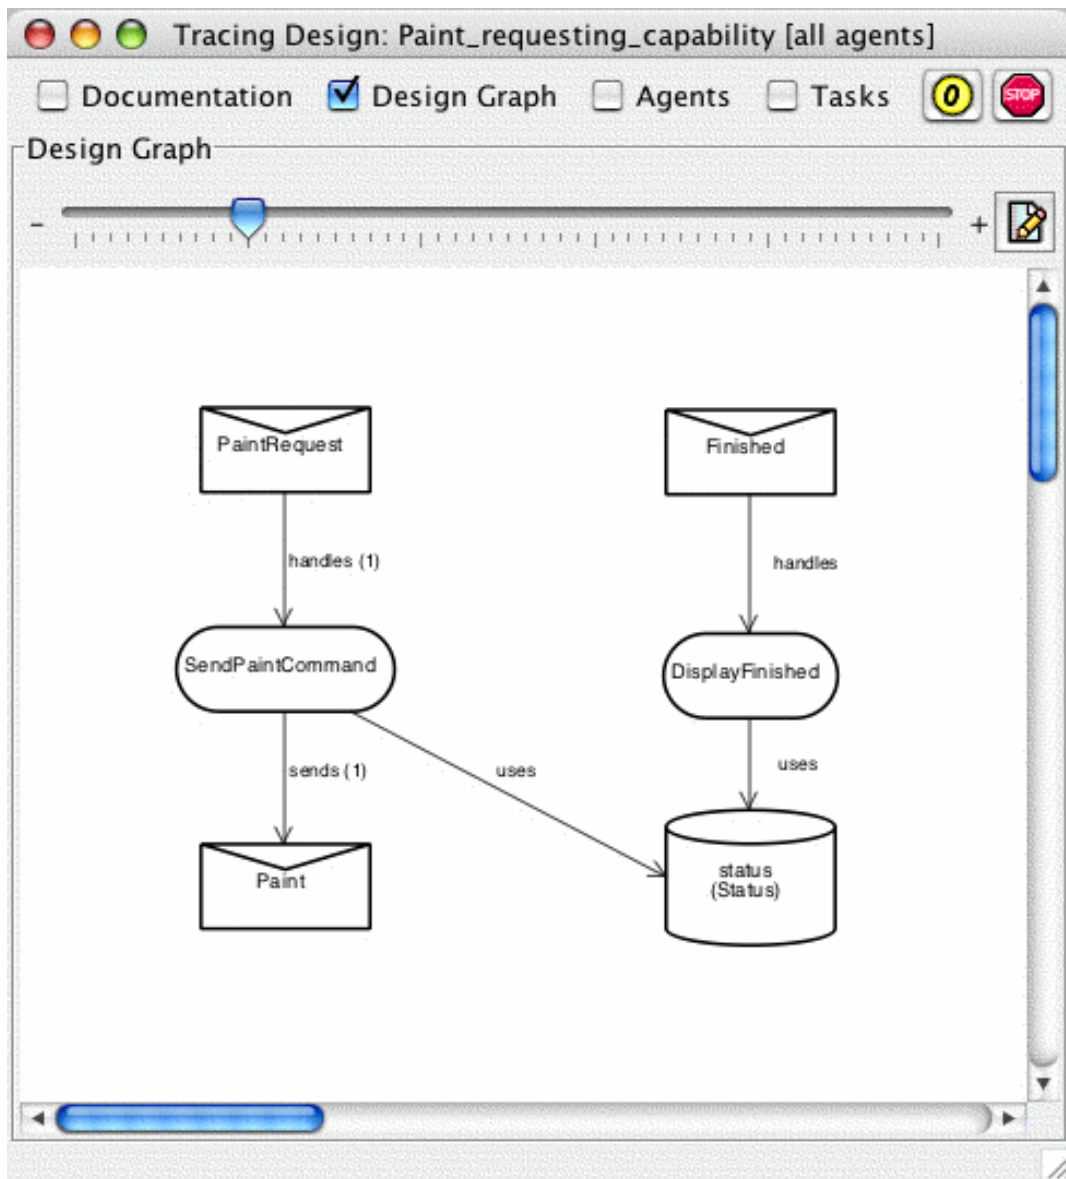 Tracing Design: Paint_requesting_capability [all agents]
Documentation Design Graph Agents Tasks 0 STOP
Design Graph
- +
PaintRequest Finished
handles (1) handles
SendPaintCommand DisplayFinished
sends (1) uses uses
Paint status
(Status)